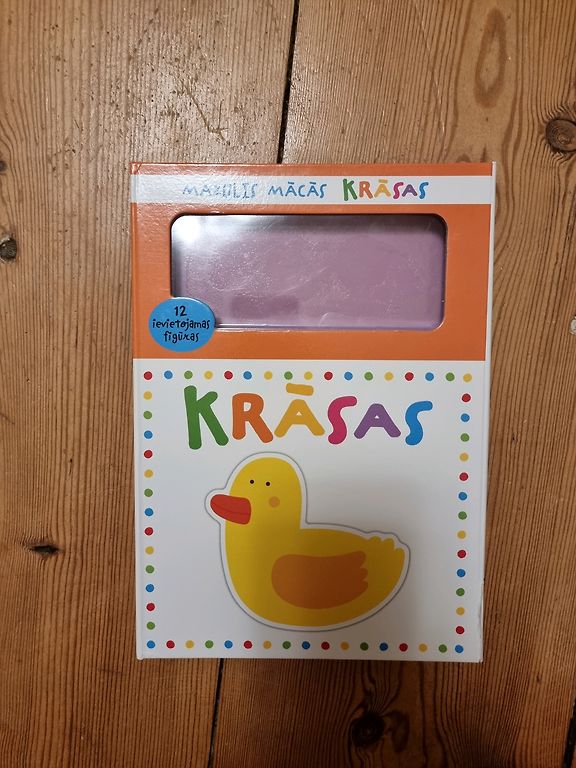 MAZULIS MĀCĀS KRĀSAS
12
ievietojamas
figūras
KRĀSAS